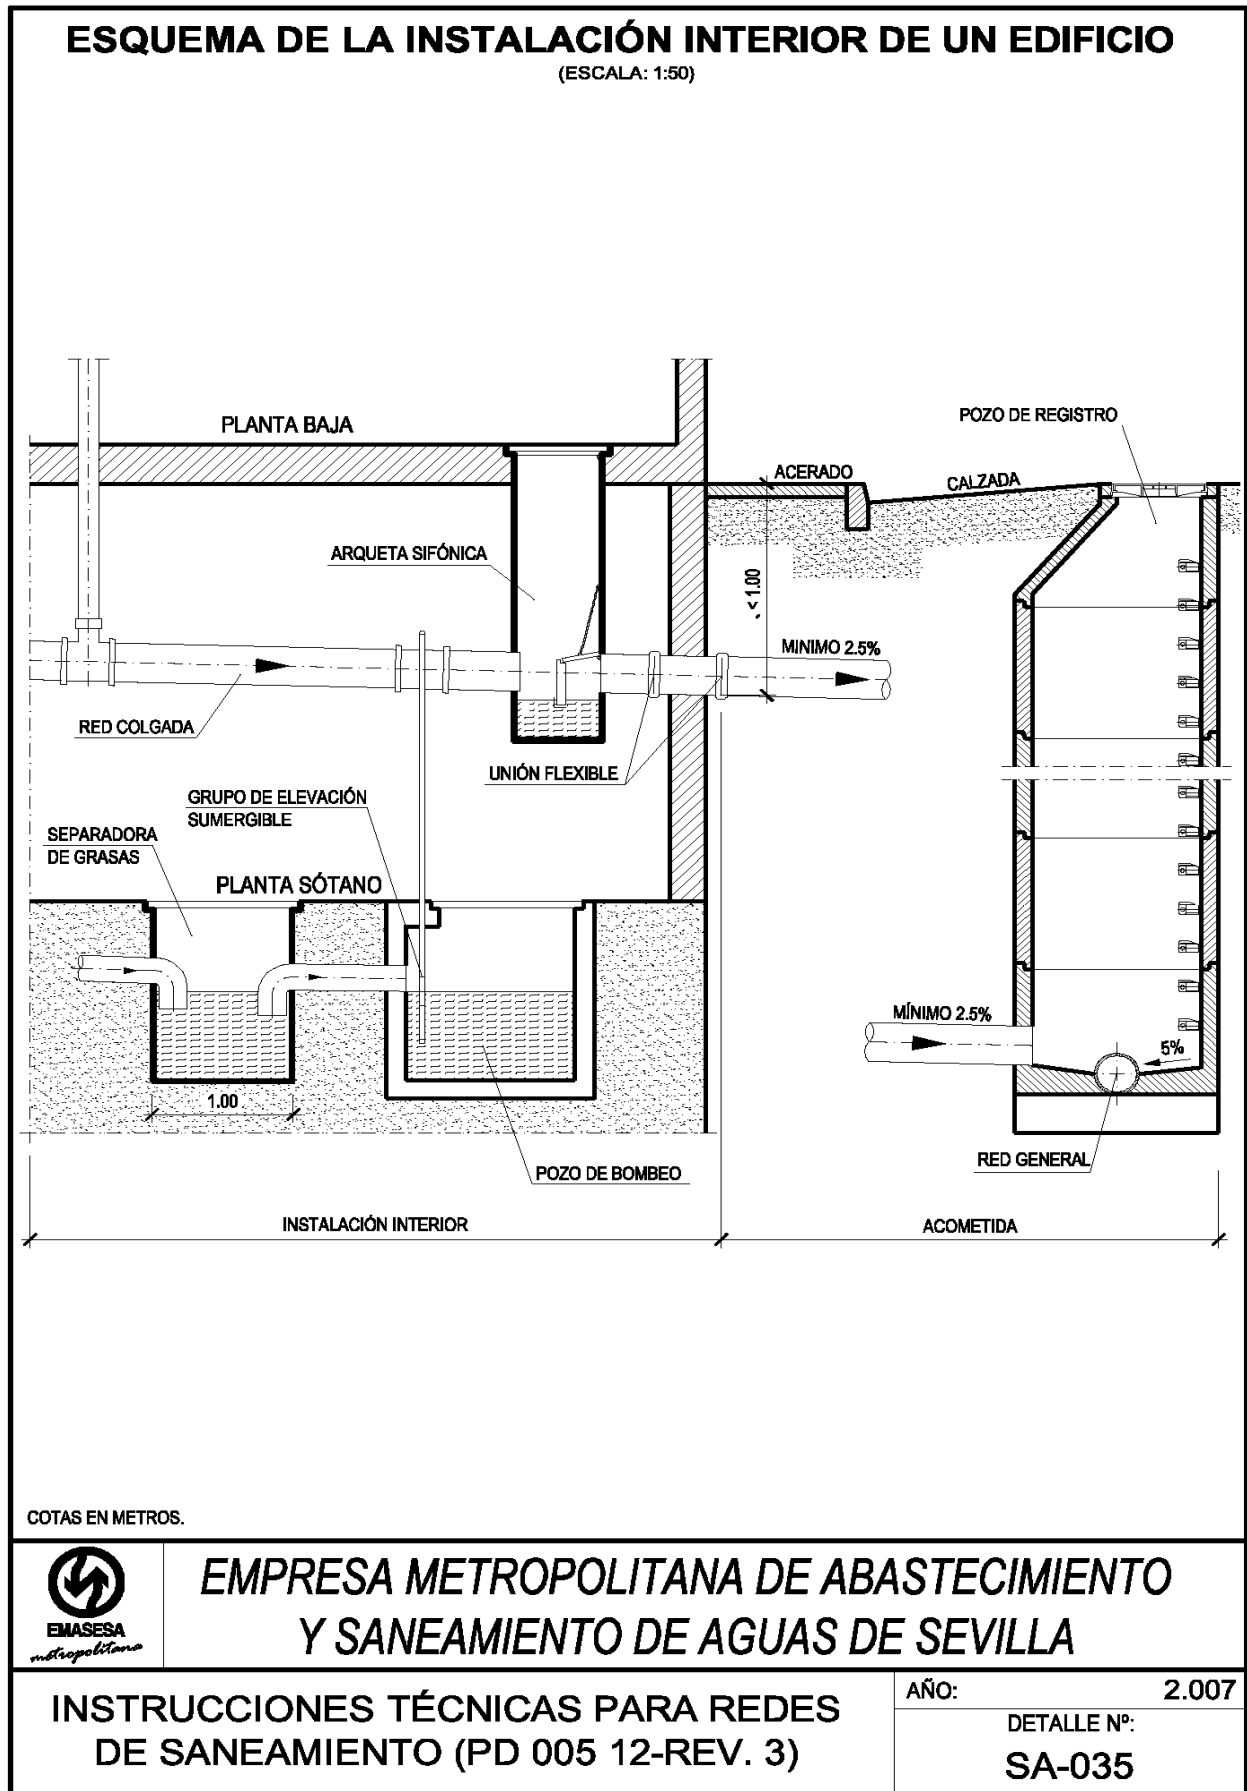 ESQUEMA DE LA INSTALACIÓN INTERIOR DE UN EDIFICIO
(ESCALA: 1:50)
PLANTA BAJA
POZO DE REGISTRO
ACERADO
CALZADA
ARQUETA SIFÓNICA
< 1.00
MINIMO 2.5%
RED COLGADA
UNIÓN FLEXIBLE
GRUPO DE ELEVACIÓN
SUMERGIBLE
SEPARADORA
DE GRASAS
PLANTA SÓTANO
MÍNIMO 2.5%
5%
1.00
POZO DE BOMBEO
RED GENERAL
INSTALACIÓN INTERIOR
ACOMETIDA
COTAS EN METROS.
EMASESA
metropolitana
EMPRESA METROPOLITANA DE ABASTECIMIENTO
Y SANEAMIENTO DE AGUAS DE SEVILLA
INSTRUCCIONES TÉCNICAS PARA REDES
DE SANEAMIENTO (PD 005 12-REV. 3)
AÑO: 2.007
DETALLE Nº:
SA-035